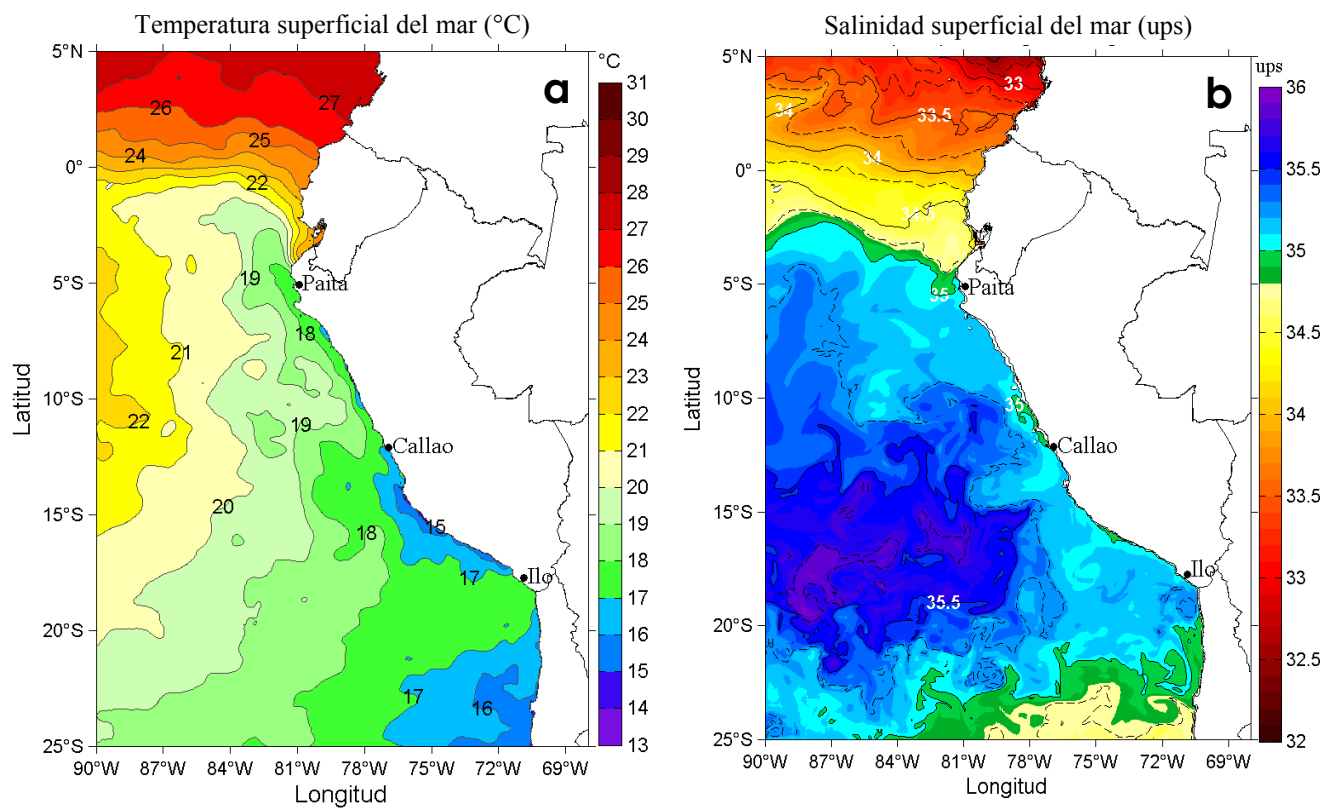 Temperatura superficial del mar (°C)
Salinidad superficial del mar (ups)
a
b
°C
ups
5°N
0°
5°S
10°S
15°S
20°S
25°S
Latitud
90°W
87°W
84°W
81°W
78°W
75°W
72°W
69°W
Longitud
27
26
25
24
22
19
Paita
18
21
22
19
Callao
20
15
18
17
Ilo
17
16
31
30
29
28
27
26
25
24
23
22
21
20
19
18
17
16
15
14
13
5°N
0°
5°S
10°S
15°S
20°S
25°S
Latitud
90°W
87°W
84°W
81°W
78°W
75°W
72°W
69°W
Longitud
33
34
33.5
34
34.5
35
Paita
35
Callao
Ilo
35.5
36
35.5
35
34.5
34
33.5
33
32.5
32